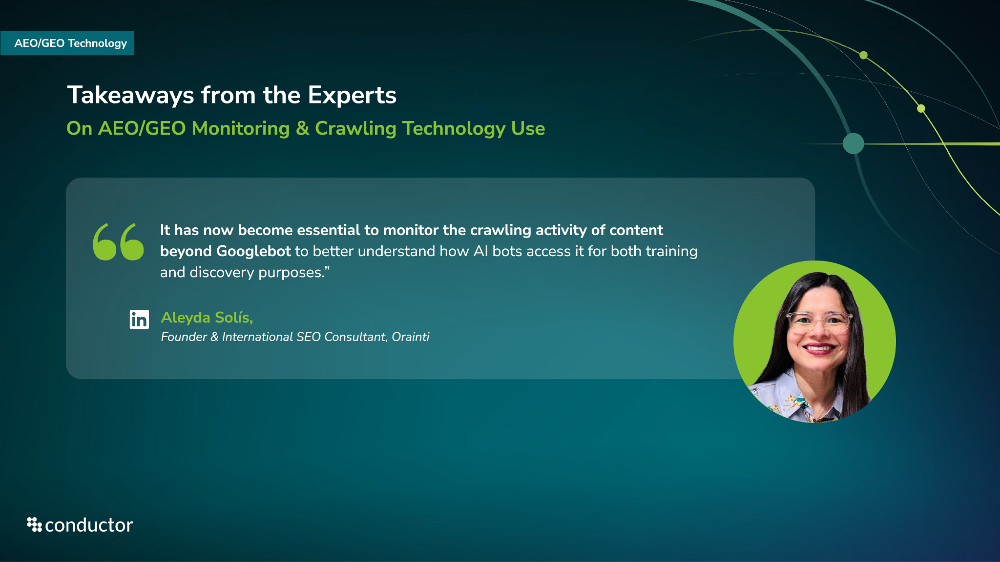 AEO/GEO Technology
Takeaways from the Experts
On AEO/GEO Monitoring & Crawling Technology Use
It has now become essential to monitor the crawling activity of content
beyond Googlebot to better understand how AI bots access it for both training
and discovery purposes.”
in
Aleyda Solís,
Founder & International SEO Consultant, Orainti
conductor